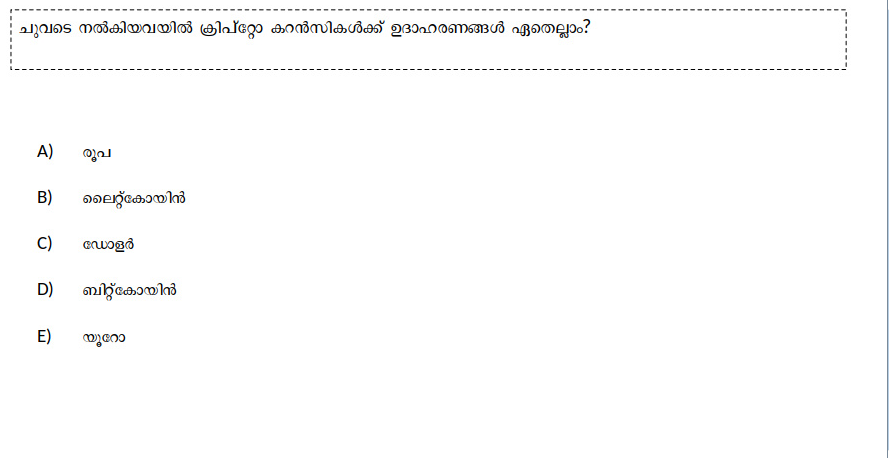 ചുവടെ നൽകിയവയിൽ ക്രിപ്റ്റോ കറൻസികൾക്ക് ഉദാഹരണങ്ങൾ ഏതെല്ലാം?
A) രൂപ
B) ലൈറ്റ്കോയിൻ
C) ഡോളർ
D) ബിറ്റ്കോയിൻ
E) യൂറോ